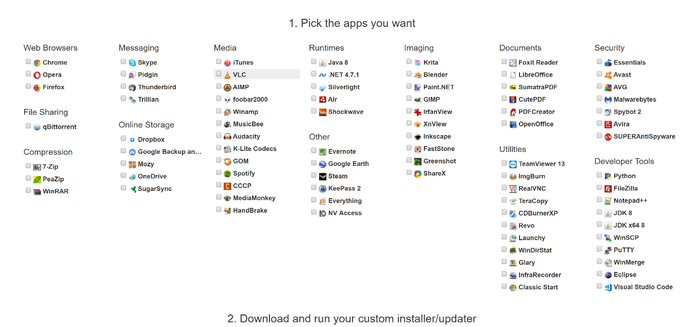 1. Pick the apps you want
Web Browsers
Chrome
Opera
Firefox
File Sharing
qBittorrent
Compression
7-Zip
PeaZip
WinRAR
Messaging
Skype
Pidgin
Thunderbird
Trillian
Online Storage
Dropbox
Google Backup an...
Mozy
OneDrive
SugarSync
Media
iTunes
VLC
AIMP
foobar2000
Winamp
MusicBee
Audacity
K-Lite Codecs
GOM
Spotify
CCCP
MediaMonkey
HandBrake
Runtimes
Java 8
.NET 4.7.1
Silverlight
Air
Shockwave
Other
Evernote
Google Earth
Steam
KeePass 2
Everything
NV Access
Imaging
Krita
Blender
Paint.NET
GIMP
IrfanView
XnView
Inkscape
FastStone
Greenshot
ShareX
Documents
Foxit Reader
LibreOffice
SumatraPDF
CutePDF
PDFCreator
OpenOffice
Utilities
TeamViewer 13
ImgBurn
RealVNC
TeraCopy
CDBurnerXP
Revo
Launchy
WinDirStat
Glary
InfraRecorder
Classic Start
Security
Essentials
Avast
AVG
Malwarebytes
Spybot 2
Avira
SUPERAntiSpyware
Developer Tools
Python
FileZilla
Notepad++
JDK 8
JDK x64 8
WinSCP
PuTTY
WinMerge
Eclipse
Visual Studio Code
2. Download and run your custom installer/updater